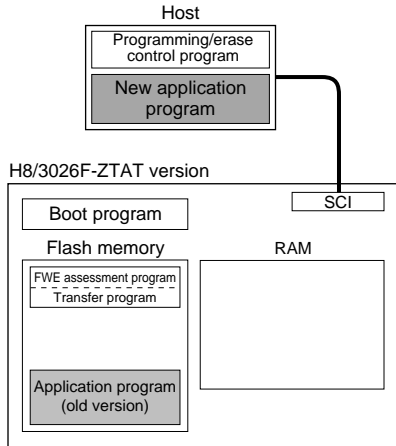 Host
Programming/erase
control program
New application
program
H8/3026F-ZTAT version
SCI
Boot program
Flash memory
RAM
FWE assessment program
Transfer program
Application program
(old version)